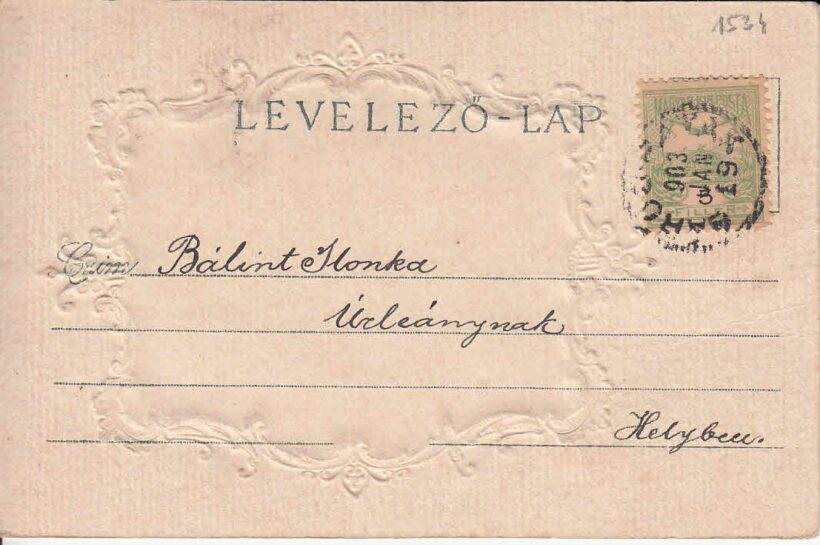 1534
LEVELEZŐ-LAP
903
JAN
19
Czim Bálint Ilonka
Úrleánynak
Helyben.